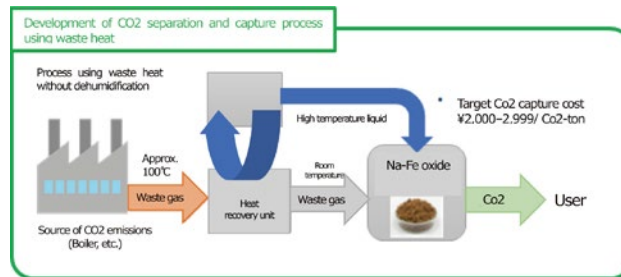 Development of CO2 separation and capture process
using waste heat
Process using waste heat
without dehumidification
High temperature liquid
• Target Co2 capture cost
¥2.000–2.999/ Co2-ton
Approx.
100℃
Waste gas
Heat
recovery unit
Room
temperature
Waste gas
Na-Fe oxide
Co2
User
Source of CO2 emissions
(Boiler, etc.)